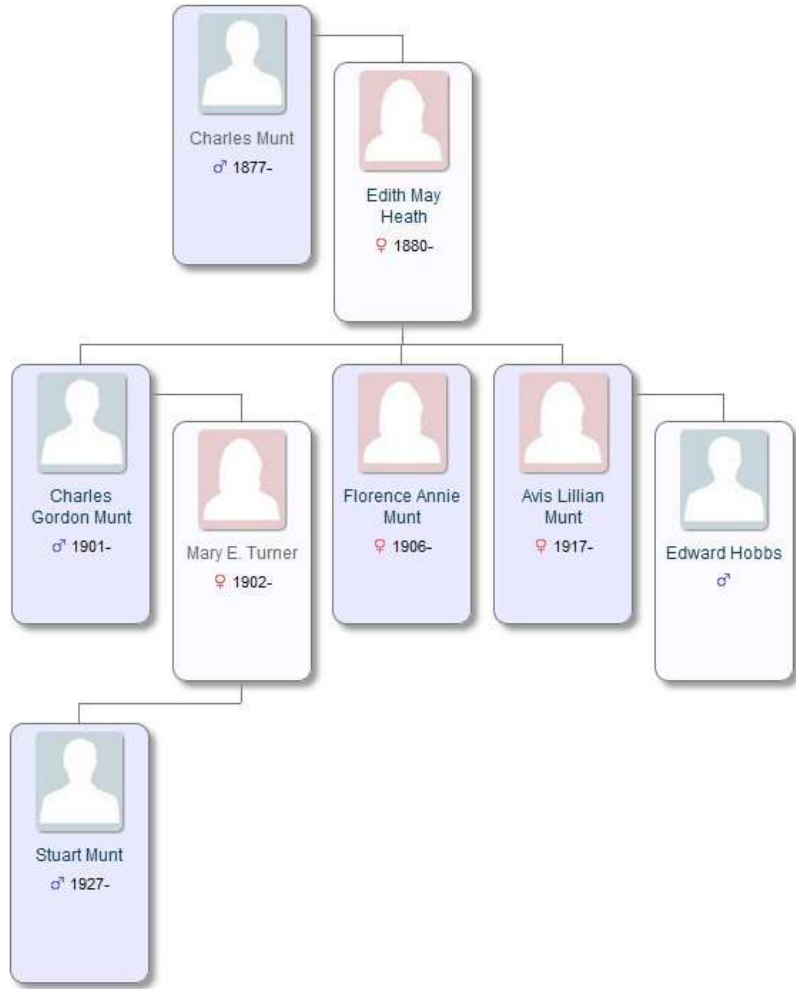 Charles Munt
♂ 1877-
Edith May
Heath
♀ 1880-
Charles
Gordon Munt
♂ 1901-
Mary E. Turner
♀ 1902-
Florence Annie
Munt
♀ 1906-
Avis Lillian
Munt
♀ 1917-
Edward Hobbs
♂
Stuart Munt
♂ 1927-